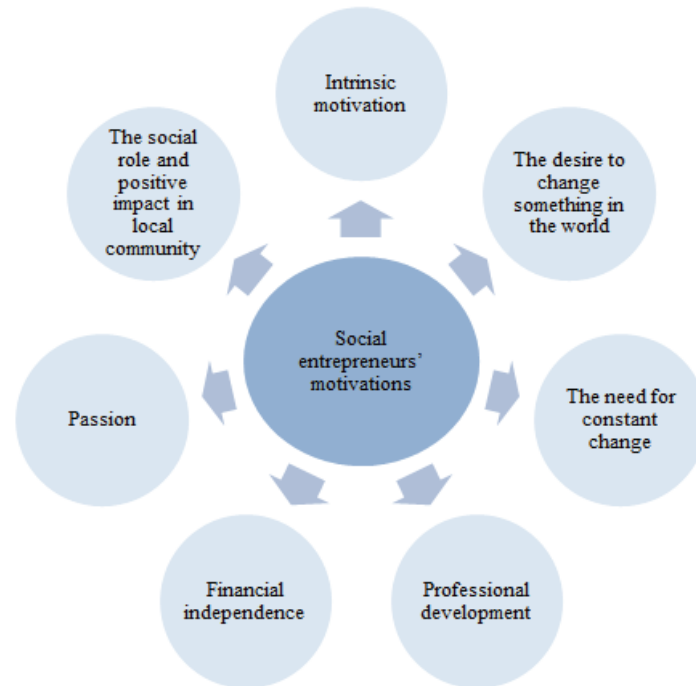 Intrinsic
motivation
The desire to
change
something in
the world
The need for
constant
change
Professional
development
Financial
independence
Passion
The social
role and
positive
impact in
local
community
Social
entrepreneurs’
motivations